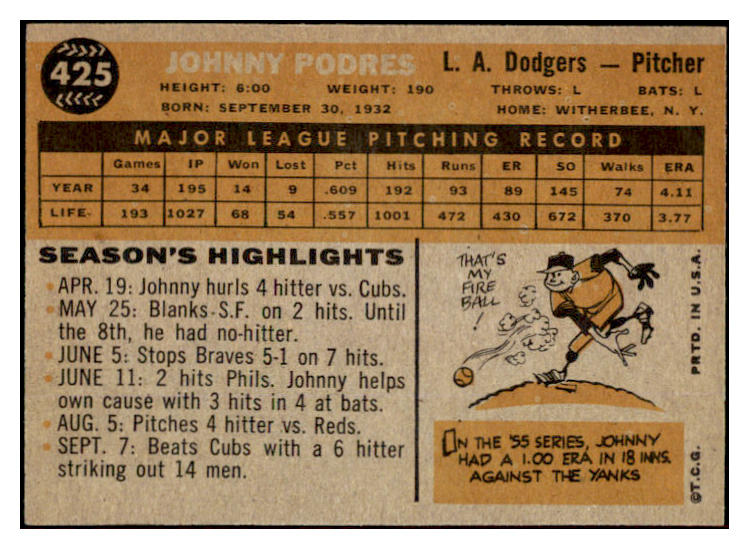 425
JOHNNY PODRES L. A. Dodgers — Pitcher
HEIGHT: 6:00 WEIGHT: 190 THROWS: L BATS: L
BORN: SEPTEMBER 30, 1932 HOME: WITHERBEE, N. Y.
MAJOR LEAGUE PITCHING RECORD
Games IP Won Lost Pct Hits Runs ER SO Walks ERA
YEAR 34 195 14 9 .609 192 93 89 145 74 4.11
LIFE 193 1027 68 54 .557 1001 472 430 672 370 3.77
SEASON'S HIGHLIGHTS
APR. 19: Johnny hurls 4 hitter vs. Cubs.
MAY 25: Blanks S.F. on 2 hits. Until
the 8th, he had no-hitter.
JUNE 5: Stops Braves 5-1 on 7 hits.
JUNE 11: 2 hits Phils. Johnny helps
own cause with 3 hits in 4 at bats.
AUG. 5: Pitches 4 hitter vs. Reds.
SEPT. 7: Beats Cubs with a 6 hitter
striking out 14 men.
THAT'S
MY
FIRE
BALL
!
IN THE '55 SERIES, JOHNNY
HAD A 1.00 ERA IN 18 INNS.
AGAINST THE YANKS
PRTD. IN U.S.A.
©T.C.G.